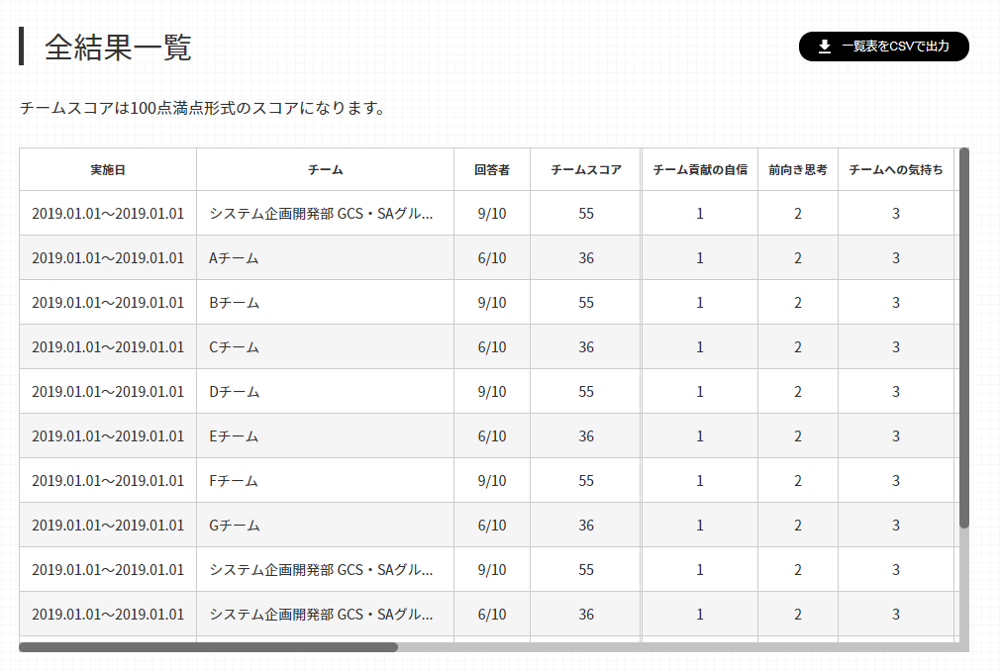 全結果一覧
一覧表をCSVで出力
チームスコアは100点満点形式のスコアになります。
実施日 チーム 回答者 チームスコア チーム貢献の自信 前向き思考 チームへの気持ち
2019.01.01～2019.01.01 システム企画開発部 GCS・SAグル... 9/10 55 1 2 3
2019.01.01～2019.01.01 Aチーム 6/10 36 1 2 3
2019.01.01～2019.01.01 Bチーム 9/10 55 1 2 3
2019.01.01～2019.01.01 Cチーム 6/10 36 1 2 3
2019.01.01～2019.01.01 Dチーム 9/10 55 1 2 3
2019.01.01～2019.01.01 Eチーム 6/10 36 1 2 3
2019.01.01～2019.01.01 Fチーム 9/10 55 1 2 3
2019.01.01～2019.01.01 Gチーム 6/10 36 1 2 3
2019.01.01～2019.01.01 システム企画開発部 GCS・SAグル... 9/10 55 1 2 3
2019.01.01～2019.01.01 システム企画開発部 GCS・SAグル... 6/10 36 1 2 3